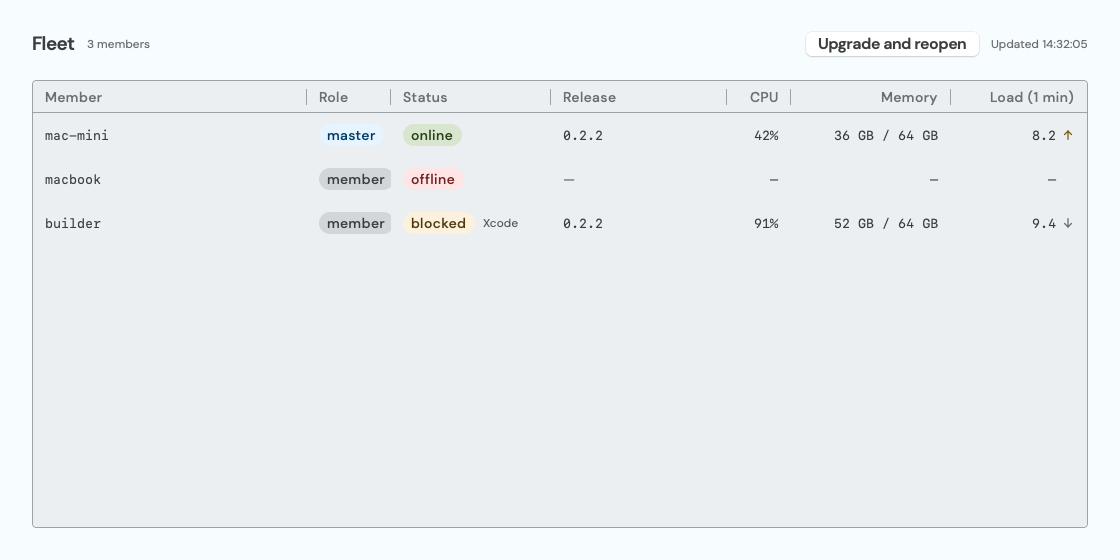 Fleet 3 members Upgrade and reopen Updated 14:32:05
Member Role Status Release CPU Memory Load (1 min)
mac-mini master online 0.2.2 42% 36 GB / 64 GB 8.2 ↑
macbook member offline — — — —
builder member blocked Xcode 0.2.2 91% 52 GB / 64 GB 9.4 ↓